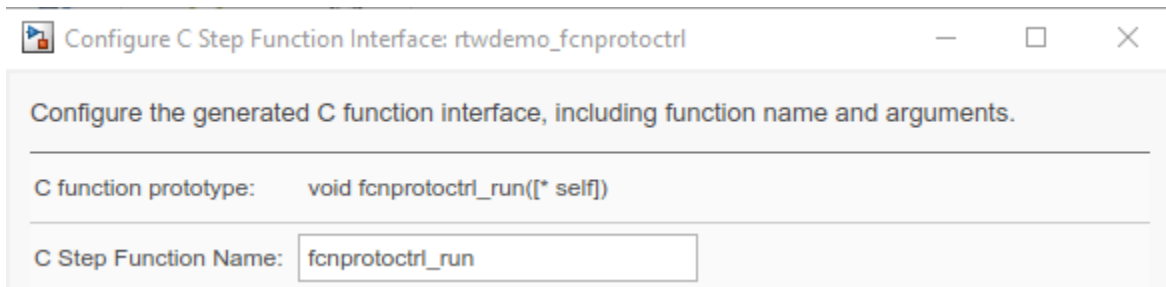 Configure C Step Function Interface: rtwdemo_fcnprotoctrl
Configure the generated C function interface, including function name and arguments.
C function prototype: void fcnprotoctrl_run([* self])
C Step Function Name: fcnprotoctrl_run